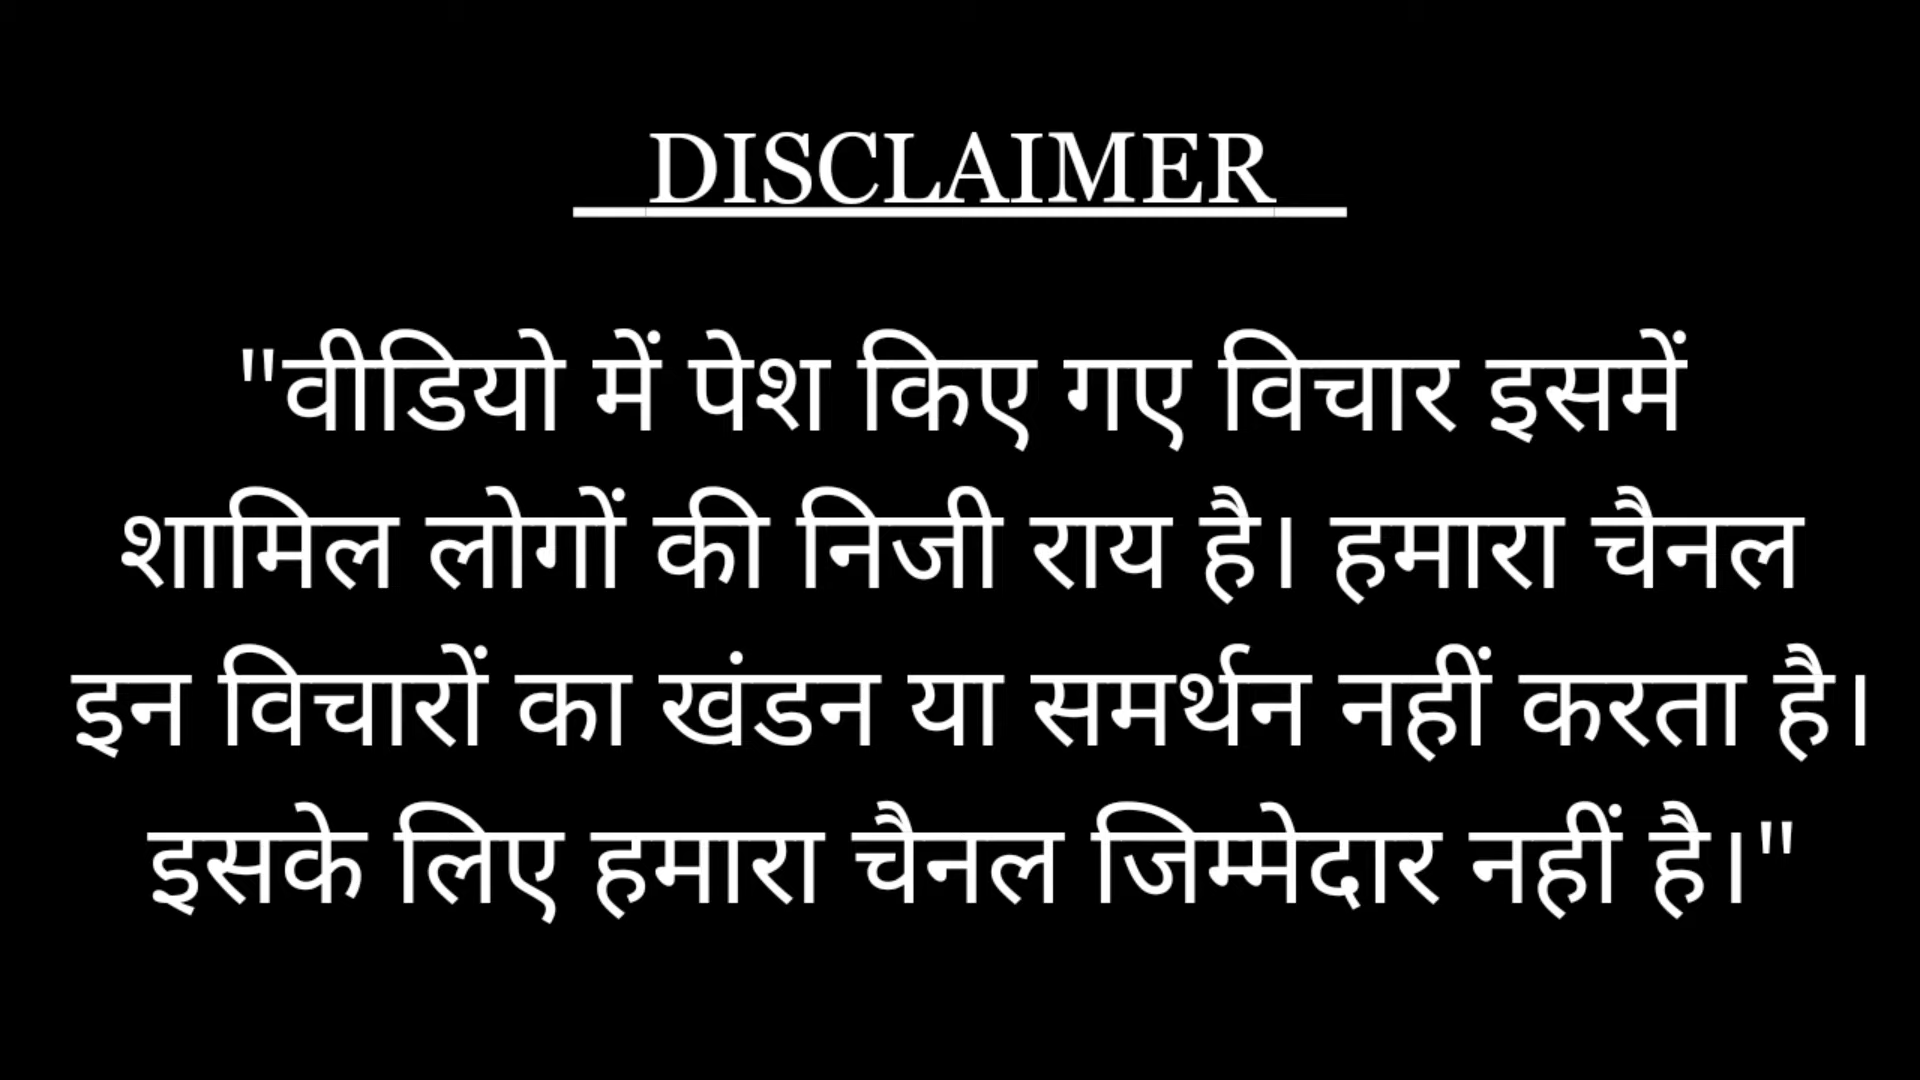 DISCLAIMER
"वीडियो में पेश किए गए विचार इसमें
शामिल लोगों की निजी राय है। हमारा चैनल
इन विचारों का खंडन या समर्थन नहीं करता है।
इसके लिए हमारा चैनल जिम्मेदार नहीं है।"